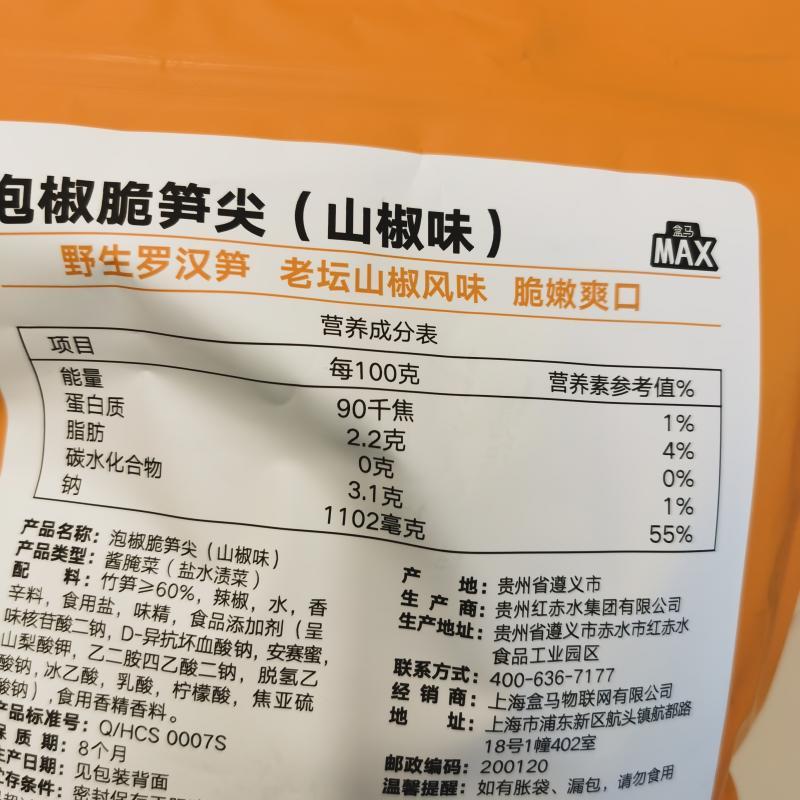 泡椒脆笋尖（山椒味）
盒马
MAX
野生罗汉笋 老坛山椒风味 脆嫩爽口
营养成分表
项目 每100克 营养素参考值%
能量 90千焦 1%
蛋白质 2.2克 4%
脂肪 0克 0%
碳水化合物 3.1克 1%
钠 1102毫克 55%
产品名称：泡椒脆笋尖（山椒味）
产品类型：酱腌菜（盐水渍菜）
配 料：竹笋≥60%，辣椒，水，香
辛料，食用盐，味精，食品添加剂（呈
味核苷酸二钠，D-异抗坏血酸钠，安赛蜜，
山梨酸钾，乙二胺四乙酸二钠，脱氢乙
酸钠，冰乙酸，乳酸，柠檬酸，焦亚硫
酸钠），食用香精香料。
产品标准号：Q/HCS 0007S
保 质 期：8个月
生产日期：见包装背面
贮存条件：密封保存于
产 地：贵州省遵义市
生 产 商：贵州红赤水集团有限公司
生产地址：贵州省遵义市赤水市红赤水
食品工业园区
联系方式：400-636-7177
经 销 商：上海盒马物联网有限公司
地 址：上海市浦东新区航头镇航都路
18号1幢402室
邮政编码：200120
温馨提醒：如有胀袋、漏包，请勿食用